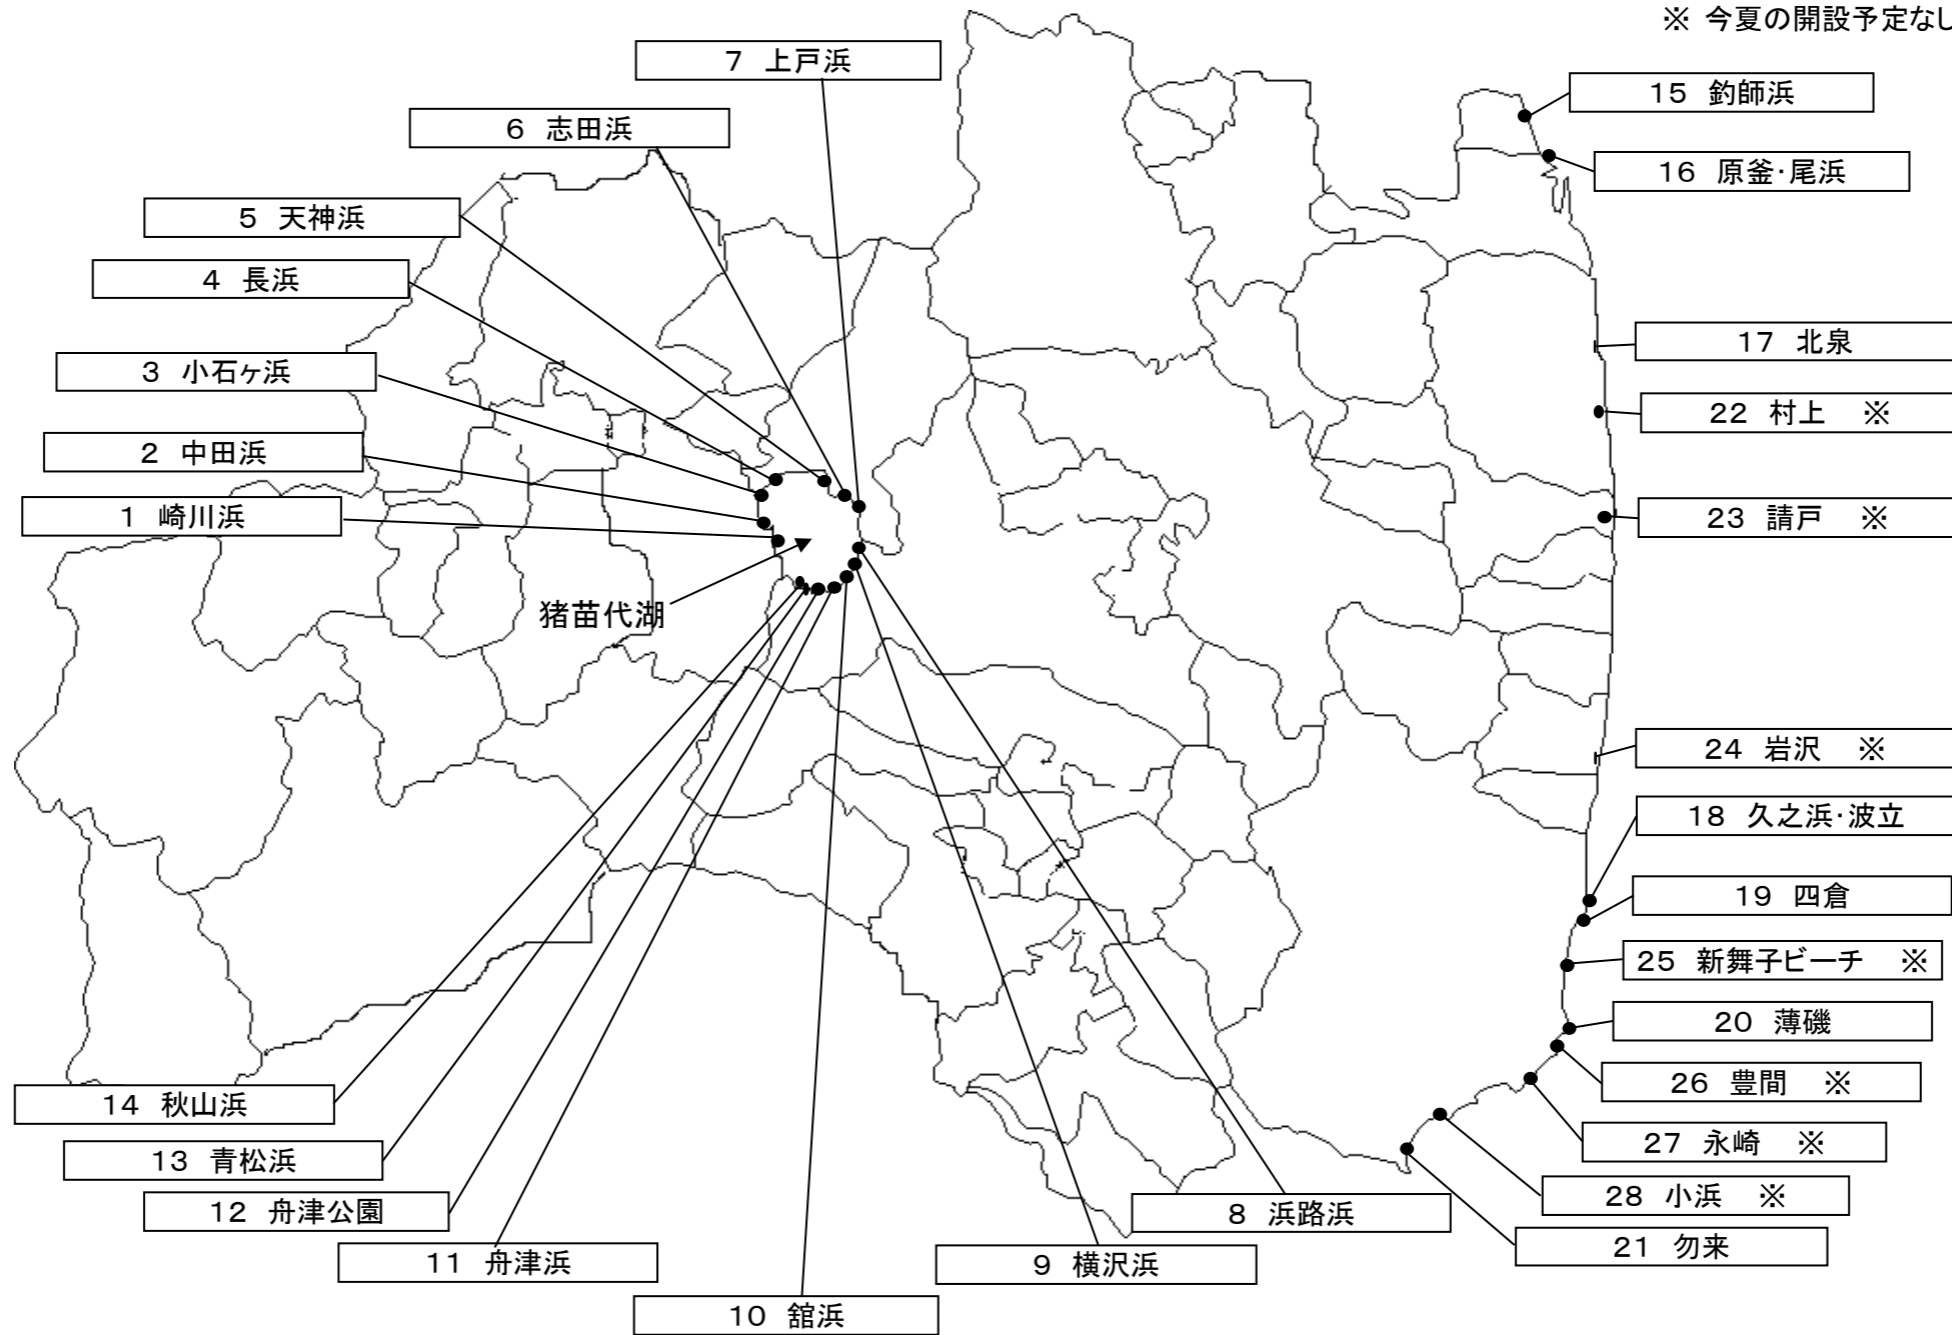 ※ 今夏の開設予定なし
7 上戸浜
6 志田浜
5 天神浜
4 長浜
3 小石ヶ浜
2 中田浜
1 崎川浜
猪苗代湖
14 秋山浜
13 青松浜
12 舟津公園
11 舟津浜
10 舘浜
9 横沢浜
8 浜路浜
15 釣師浜
16 原釜・尾浜
17 北泉
22 村上 ※
23 請戸 ※
24 岩沢 ※
18 久之浜・波立
19 四倉
25 新舞子ビーチ ※
20 薄磯
26 豊間 ※
27 永崎 ※
28 小浜 ※
21 勿来